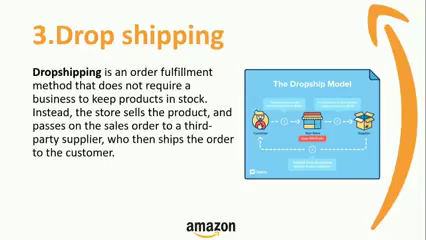 3.Drop shipping
Dropshipping is an order fulfillment
method that does not require a
business to keep products in stock.
Instead, the store sells the product, and
passes on the sales order to a third-
party supplier, who then ships the order
to the customer.
The Dropship Model
amazon